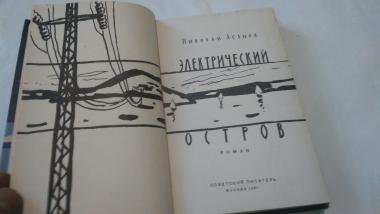 Николай Асанов
ЭЛЕКТРИЧЕСКИЙ
ОСТРОВ
РОМАН
СОВЕТСКИЙ ПИСАТЕЛЬ